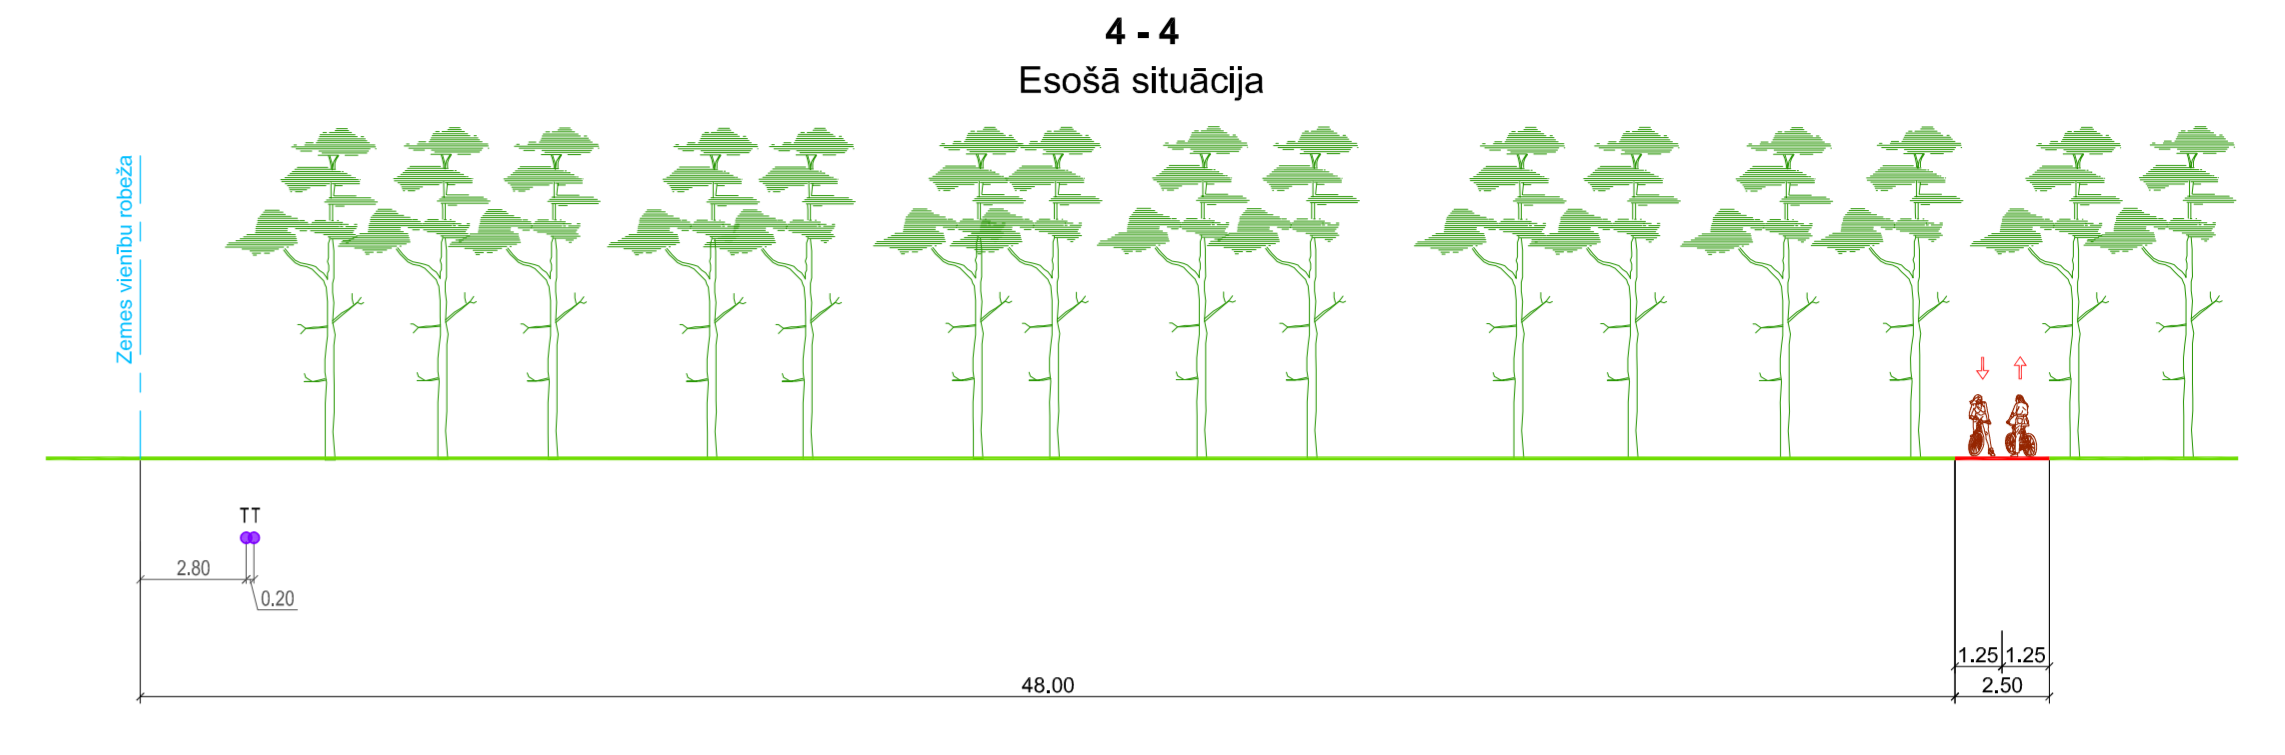 4 - 4
Esošā situācija
Zemes vienību robeža
TT
2.80
0.20
1.25 1.25
48.00 2.50